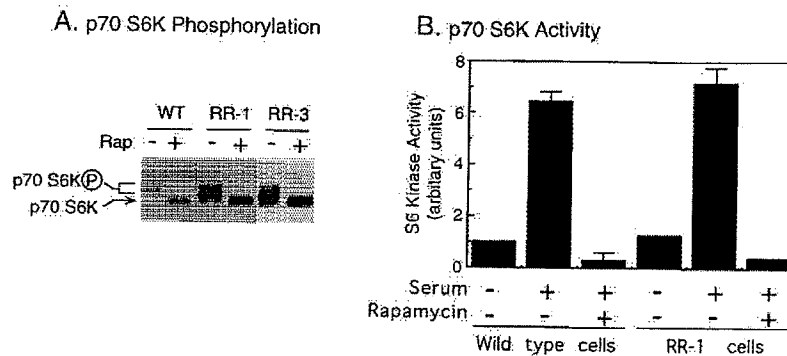 A. p70 S6K Phosphorylation
WT RR-1 RR-3
Rap - + - + - +
p70 S6K P
p70 S6K
B. p70 S6K Activity
S6 Kinase Activity
(arbitiary units)
8
6
4
2
0
Serum - + + - + +
Rapamycin - - + - - +
Wild type cells RR-1 cells